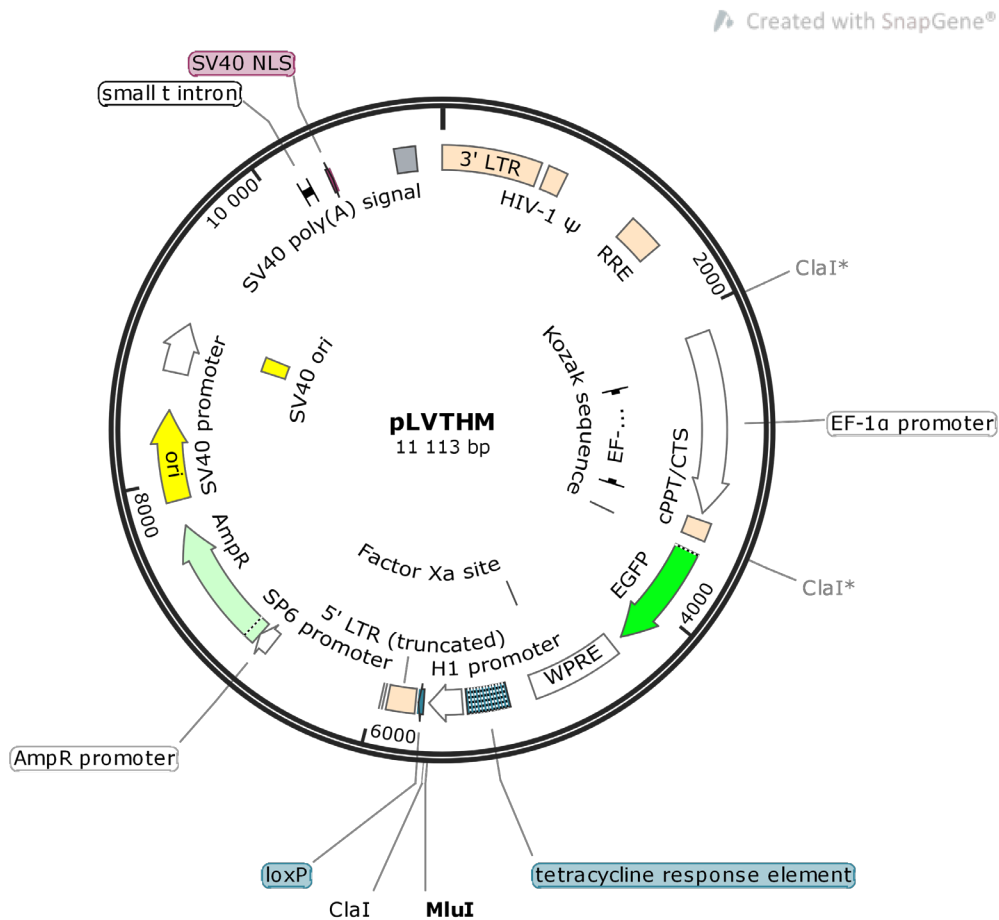 Created with SnapGene®
SV40 NLS
small t intron
3' LTR
HIV-1 Ψ
SV40 poly(A) signal
10 000
RRE
2000
ClaI*
SV40 promoter
SV40 ori
Kozak sequence
EF-...
pLVTHM
11 113 bp
EF-1α promoter
cPPT/CTS
ori
8000
AmpR
Factor Xa site
EGFP
ClaI*
4000
SP6 promoter
5' LTR (truncated)
H1 promoter
WPRE
6000
AmpR promoter
loxP
tetracycline response element
ClaI
MluI